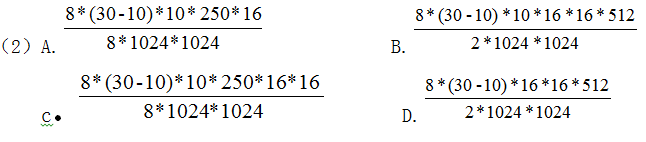 (2) A. 8*(30-10)*10*250*16 / 8*1024*1024
B. 8*(30-10)*10*16*16*512 / 2*1024*1024
C• 8*(30-10)*10*250*16*16 / 8*1024*1024
D. 8*(30-10)*16*16*512 / 2*1024*1024